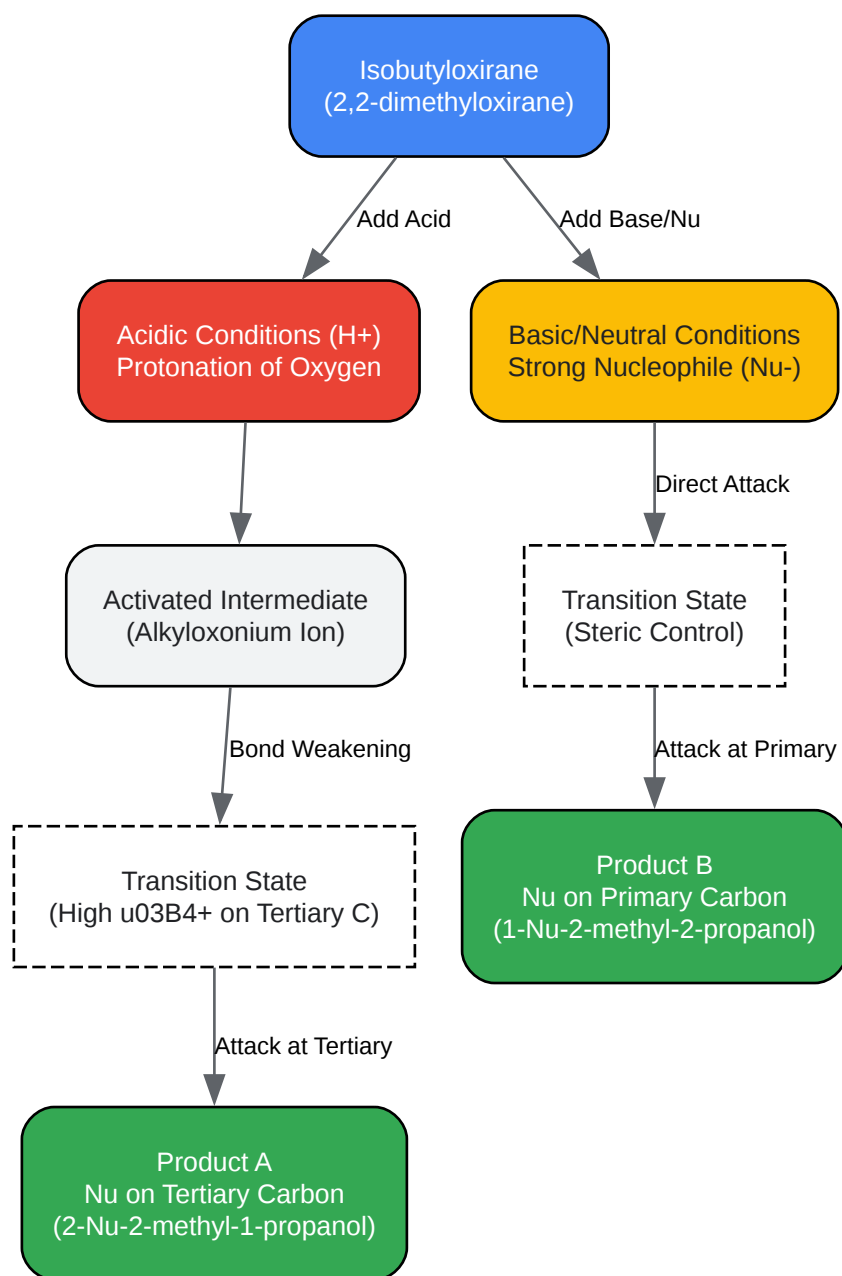 Isobutyloxirane
(2,2-dimethyloxirane)
Add Acid
Add Base/Nu
Acidic Conditions (H+)
Protonation of Oxygen
Basic/Neutral Conditions
Strong Nucleophile (Nu-)
Direct Attack
Activated Intermediate
(Alkyloxonium Ion)
Transition State
(Steric Control)
Bond Weakening
Attack at Primary
Transition State
(High u03B4+ on Tertiary C)
Product B
Nu on Primary Carbon
(1-Nu-2-methyl-2-propanol)
Attack at Tertiary
Product A
Nu on Tertiary Carbon
(2-Nu-2-methyl-1-propanol)